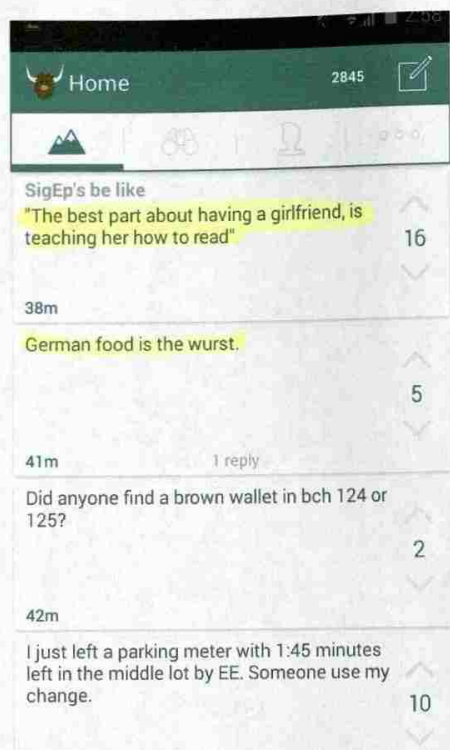 2:58
Home
2845
SigEp's be like
"The best part about having a girlfriend, is
teaching her how to read"
16
38m
German food is the wurst.
5
41m
1 reply
Did anyone find a brown wallet in bch 124 or
125?
2
42m
I just left a parking meter with 1:45 minutes
left in the middle lot by EE. Someone use my
change.
10